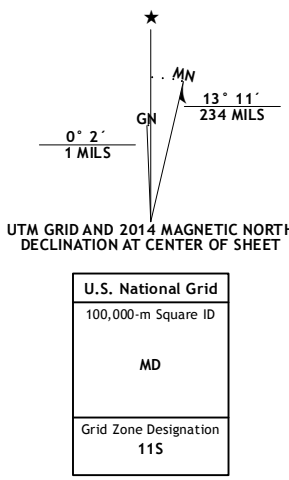 ★
MN
GN
13° 11´
234 MILS
0° 2´
1 MILS
UTM GRID AND 2014 MAGNETIC NORTH
DECLINATION AT CENTER OF SHEET
U.S. National Grid
100,000-m Square ID
MD
Grid Zone Designation
11S